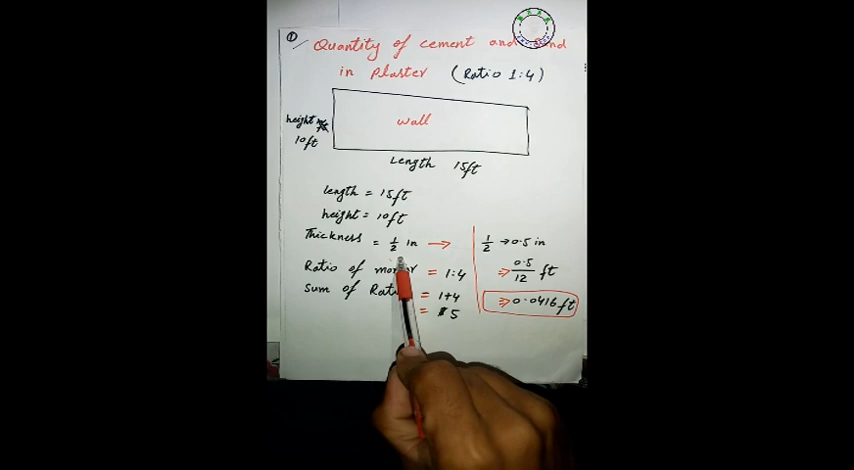 ①
Quantity of cement and Sand
in Plaster (Ratio 1:4)
wall
height
10ft
Length 15ft
length = 15ft
height = 10ft
Thickness = 1/2 in →
Ratio of = 1:4
Sum of = 1+4
= 5
1/2 → 0.5 in
⇒ 0.5/12 ft
⇒ 0.0416 ft